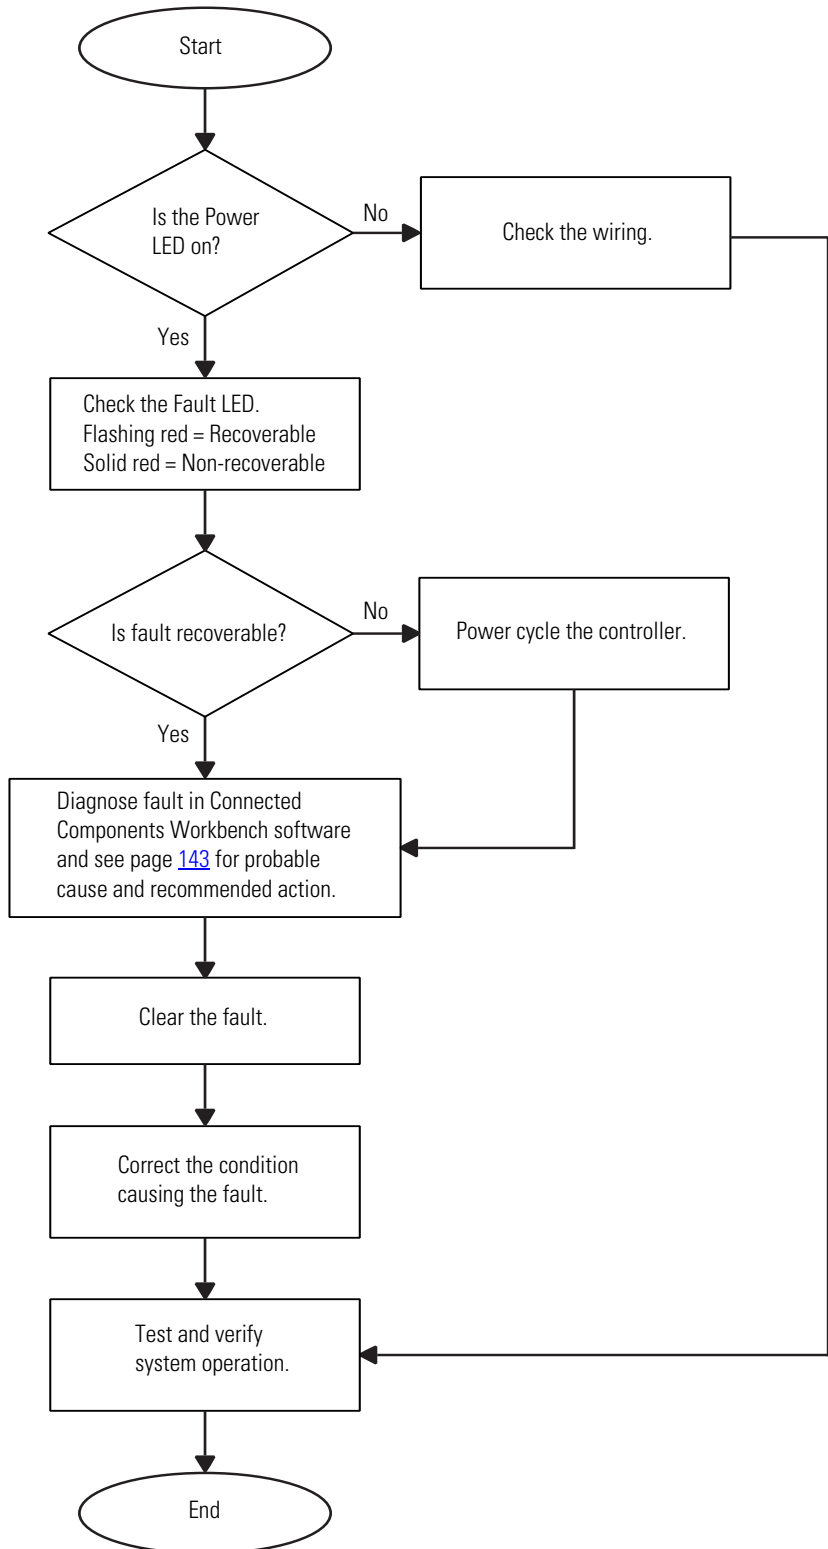 Start
Is the Power
LED on?
No
Check the wiring.
Yes
Check the Fault LED.
Flashing red = Recoverable
Solid red = Non-recoverable
Is fault recoverable?
No
Power cycle the controller.
Yes
Diagnose fault in Connected
Components Workbench software
and see page 143 for probable
cause and recommended action.
Clear the fault.
Correct the condition
causing the fault.
Test and verify
system operation.
End